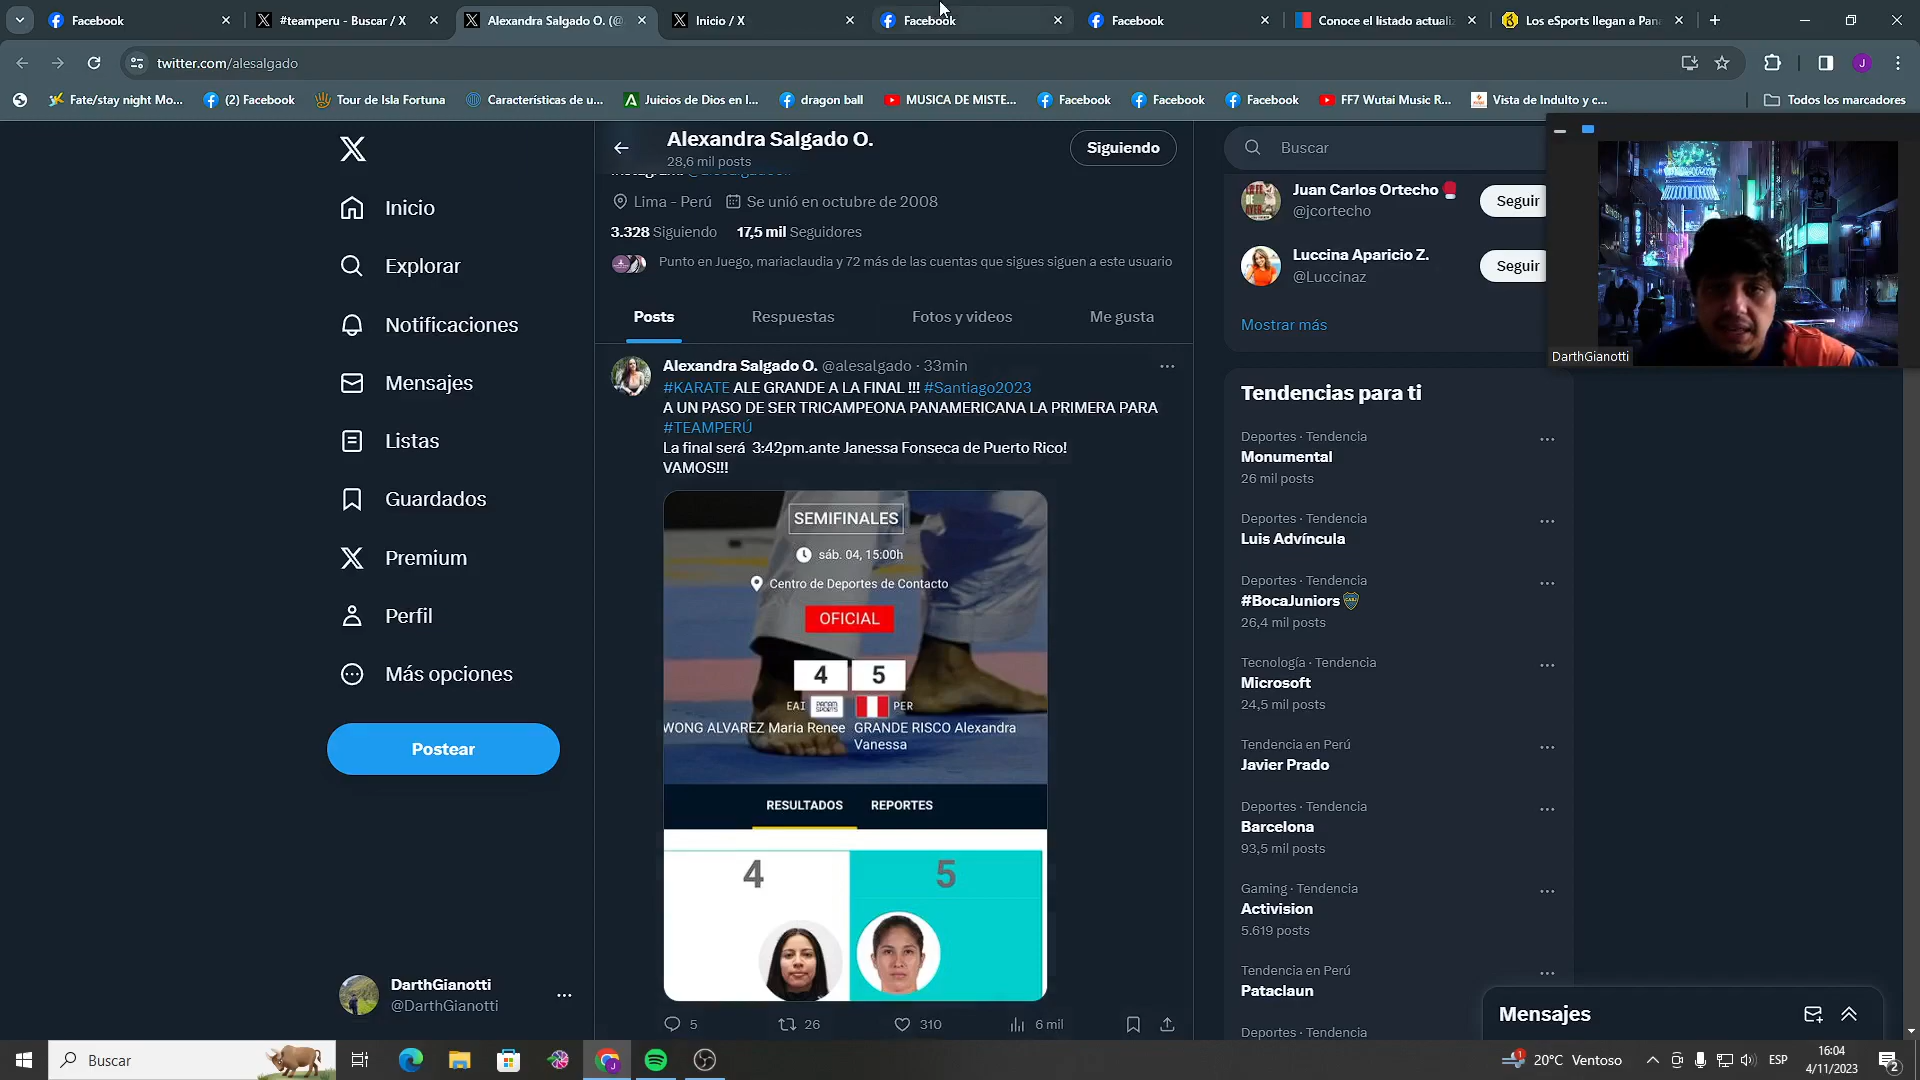 Facebook
#teamperu - Buscar / X
Alexandra Salgado O. (@
Inicio / X
Facebook
Facebook
Conoce el listado actuali
Los eSports llegan a Pan
twitter.com/alesalgado
J
Fate/stay night Mo...
(2) Facebook
Tour de Isla Fortuna
Características de u...
Juicios de Dios en l...
dragon ball
MUSICA DE MISTE...
Facebook
Facebook
Facebook
FF7 Wutai Music R...
Vista de Indulto y c...
Todos los marcadores
Inicio
Explorar
Notificaciones
Mensajes
Listas
Guardados
Premium
Perfil
Más opciones
Postear
DarthGianotti
@DarthGianotti
Alexandra Salgado O.
28,6 mil posts
Siguiendo
Lima - Perú Se unió en octubre de 2008
3.328 Siguiendo 17,5 mil Seguidores
Punto en Juego, mariaclaudia y 72 más de las cuentas que sigues siguen a este usuario
Posts Respuestas Fotos y videos Me gusta
Alexandra Salgado O. @alesalgado · 33min
#KARATE ALE GRANDE A LA FINAL !!! #Santiago2023
A UN PASO DE SER TRICAMPEONA PANAMERICANA LA PRIMERA PARA
#TEAMPERÚ
La final será 3:42pm.ante Janessa Fonseca de Puerto Rico!
VAMOS!!!
SEMIFINALES
sáb. 04, 15:00h
Centro de Deportes de Contacto
OFICIAL
4 5
EAI PANAM SPORTS PER
WONG ALVAREZ Maria Renee GRANDE RISCO Alexandra
Vanessa
RESULTADOS REPORTES
4 5
5 26 310 6 mil
Buscar
Juan Carlos Ortecho
@jcortecho
Seguir
Luccina Aparicio Z.
@Luccinaz
Seguir
Mostrar más
DarthGianotti
Tendencias para ti
Deportes · Tendencia
Monumental
26 mil posts
Deportes · Tendencia
Luis Advíncula
Deportes · Tendencia
#BocaJuniors
26,4 mil posts
Tecnología · Tendencia
Microsoft
24,5 mil posts
Tendencia en Perú
Javier Prado
Deportes · Tendencia
Barcelona
93,5 mil posts
Gaming · Tendencia
Activision
5.619 posts
Tendencia en Perú
Pataclaun
Deportes · Tendencia
Mensajes
Buscar
20°C Ventoso
ESP
16:04
4/11/2023
2